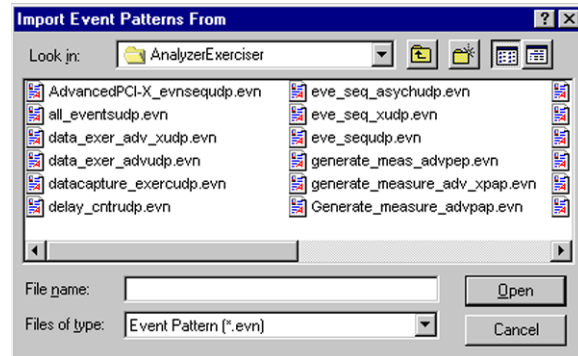 Import Event Patterns From
Look in: AnalyzerExerciser
AdvancedPCI-X_evnsequdp.evn
all_eventsudp.evn
data_exer_adv_xudp.evn
data_exer_advudp.evn
datacapture_exercudp.evn
delay_cntrudp.evn
eve_seq_asychudp.evn
eve_seq_xudp.evn
eve_sequdp.evn
generate_meas_advpep.evn
generate_measure_adv_xpap.evn
Generate_measure_advpap.evn
File name:
Open
Files of type: Event Pattern (*.evn)
Cancel